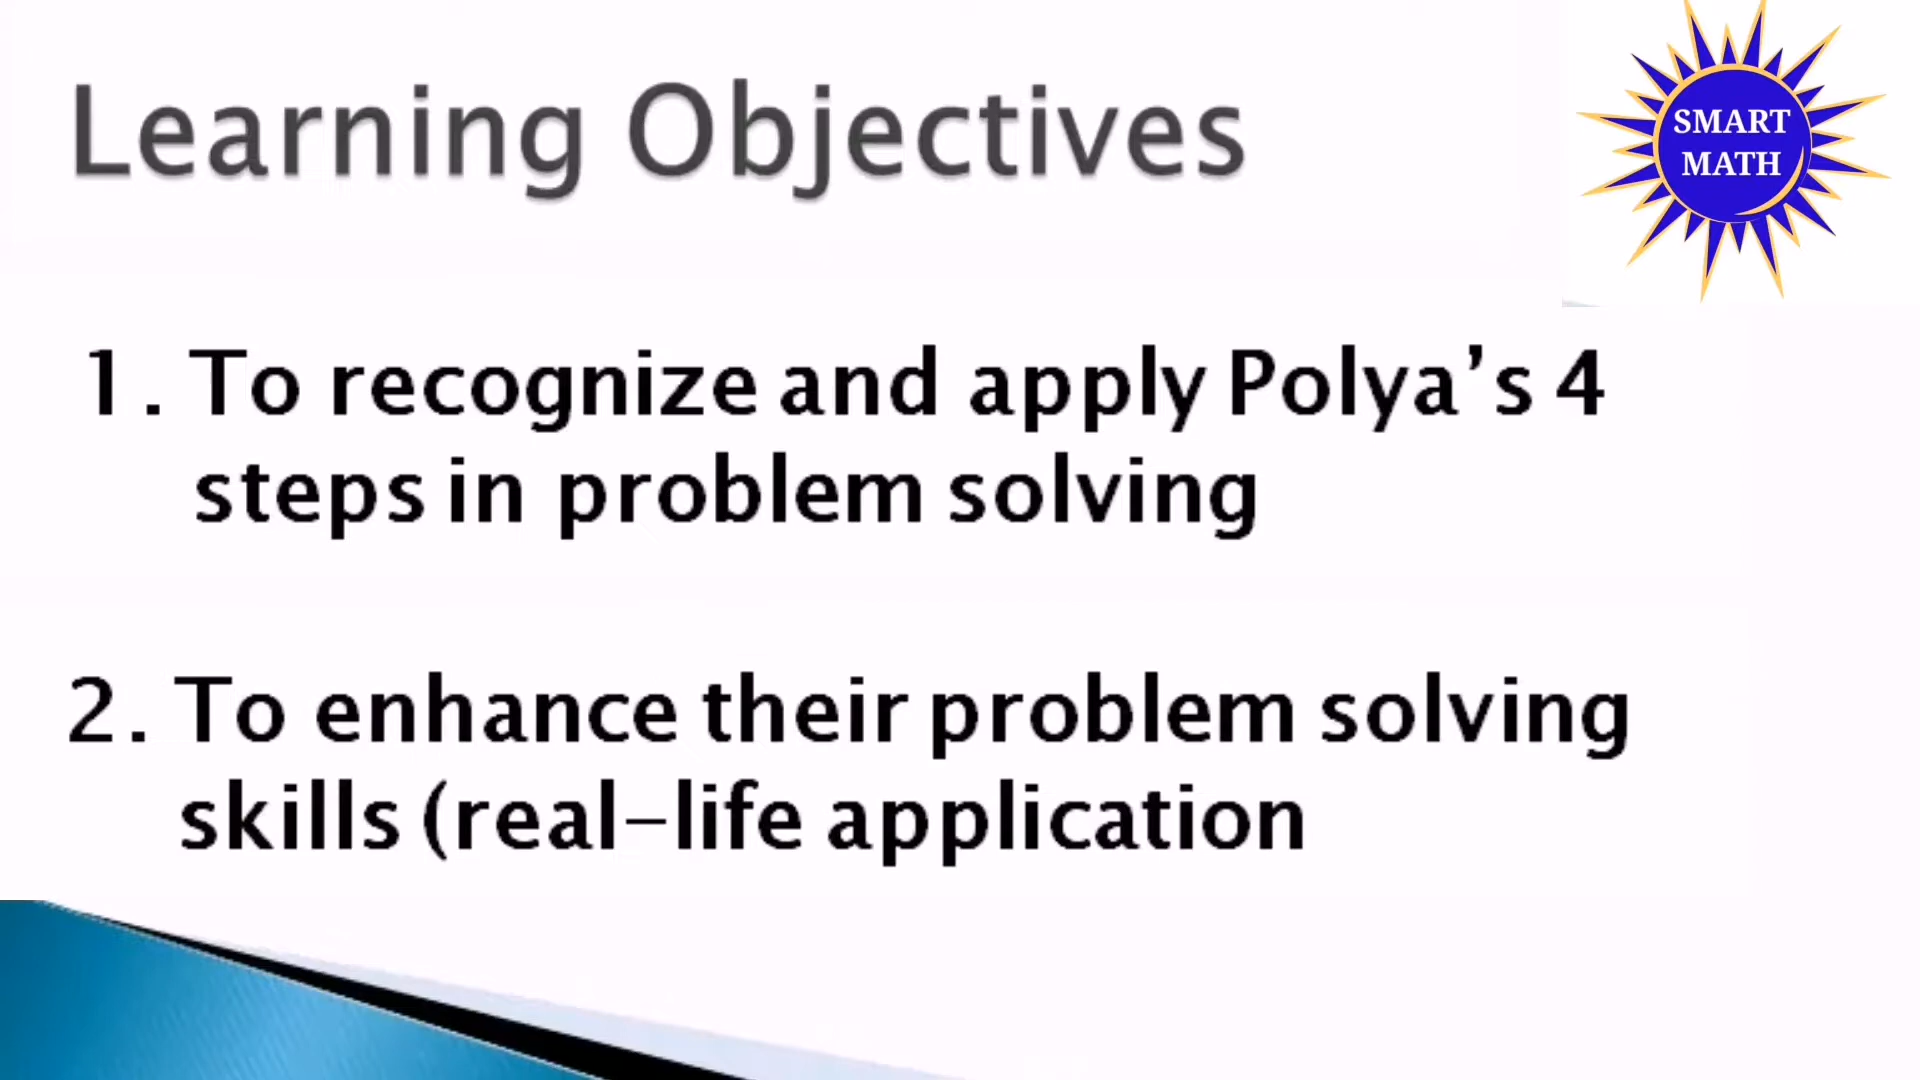 Learning Objectives
SMART
MATH
1. To recognize and apply Polya’s 4
steps in problem solving
2. To enhance their problem solving
skills (real-life application